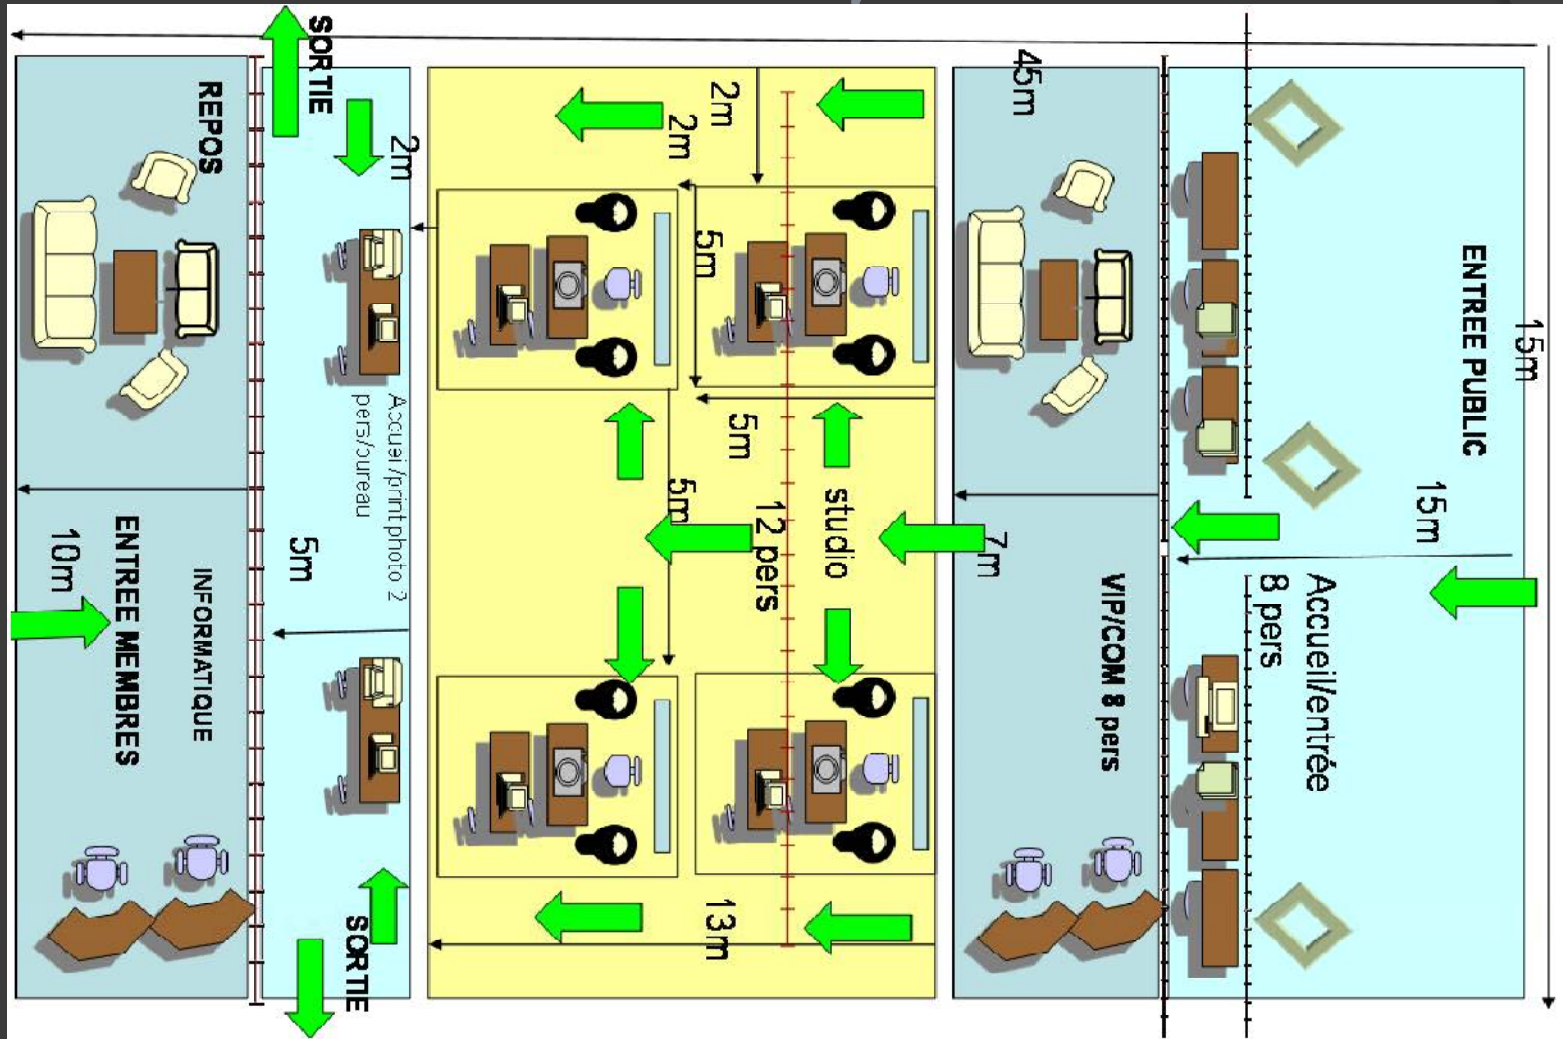 SORTIE
REPOS
2m
2m
2m
45m
15m
ENTREE PUBLIC
5m
5m
5m
15m
studio
12 pers
7m
Accuei/printphoto 2
pers/bureau
5m
10m
ENTREE MEMBRES
INFORMATIQUE
VIP/COM 8 pers
Accueil/entrée
8 pers
13m
SORTIE